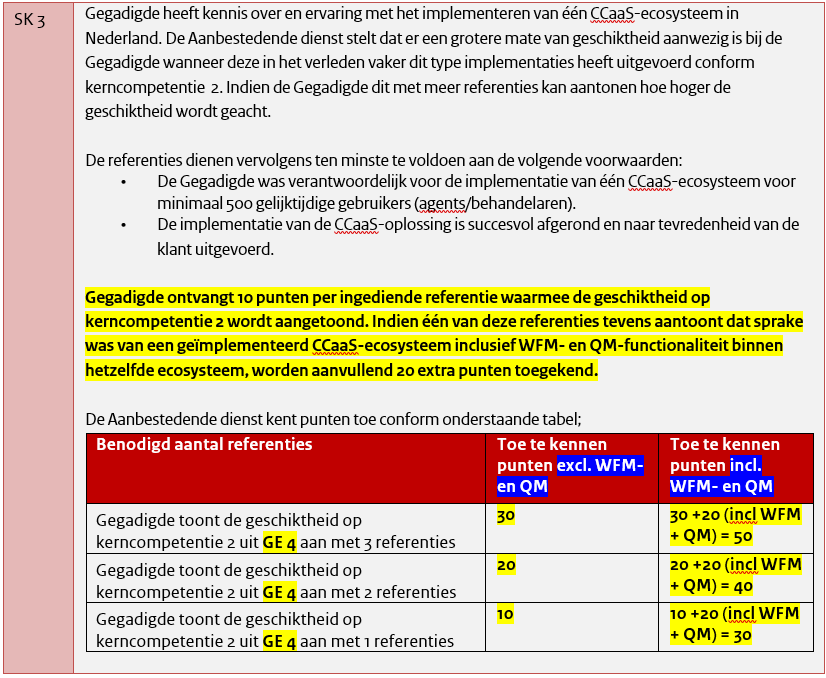 SK 3
Gegadigde heeft kennis over en ervaring met het implementeren van één CCaaS-ecosysteem in
Nederland. De Aanbestedende dienst stelt dat er een grotere mate van geschiktheid aanwezig is bij de
Gegadigde wanneer deze in het verleden vaker dit type implementaties heeft uitgevoerd conform
kerncompetentie 2. Indien de Gegadigde dit met meer referenties kan aantonen hoe hoger de
geschiktheid wordt geacht.
De referenties dienen vervolgens ten minste te voldoen aan de volgende voorwaarden:
• De Gegadigde was verantwoordelijk voor de implementatie van één CCaaS-ecosysteem voor
minimaal 500 gelijktijdige gebruikers (agents/behandelaren).
• De implementatie van de CCaaS-oplossing is succesvol afgerond en naar tevredenheid van de
klant uitgevoerd.
Gegadigde ontvangt 10 punten per ingediende referentie waarmee de geschiktheid op
kerncompetentie 2 wordt aangetoond. Indien één van deze referenties tevens aantoont dat sprake
was van een geïmplementeerd CCaaS-ecosysteem inclusief WFM- en QM-functionaliteit binnen
hetzelfde ecosysteem, worden aanvullend 20 extra punten toegekend.
De Aanbestedende dienst kent punten toe conform onderstaande tabel;
Benodigd aantal referenties
Toe te kennen
punten excl. WFM-
en QM
Toe te kennen
punten incl.
WFM- en QM
Gegadigde toont de geschiktheid op
kerncompetentie 2 uit GE 4 aan met 3 referenties
30
30 +20 (incl WFM
+ QM) = 50
Gegadigde toont de geschiktheid op
kerncompetentie 2 uit GE 4 aan met 2 referenties
20
20 +20 (incl WFM
+ QM) = 40
Gegadigde toont de geschiktheid op
kerncompetentie 2 uit GE 4 aan met 1 referenties
10
10 +20 (incl WFM
+ QM) = 30